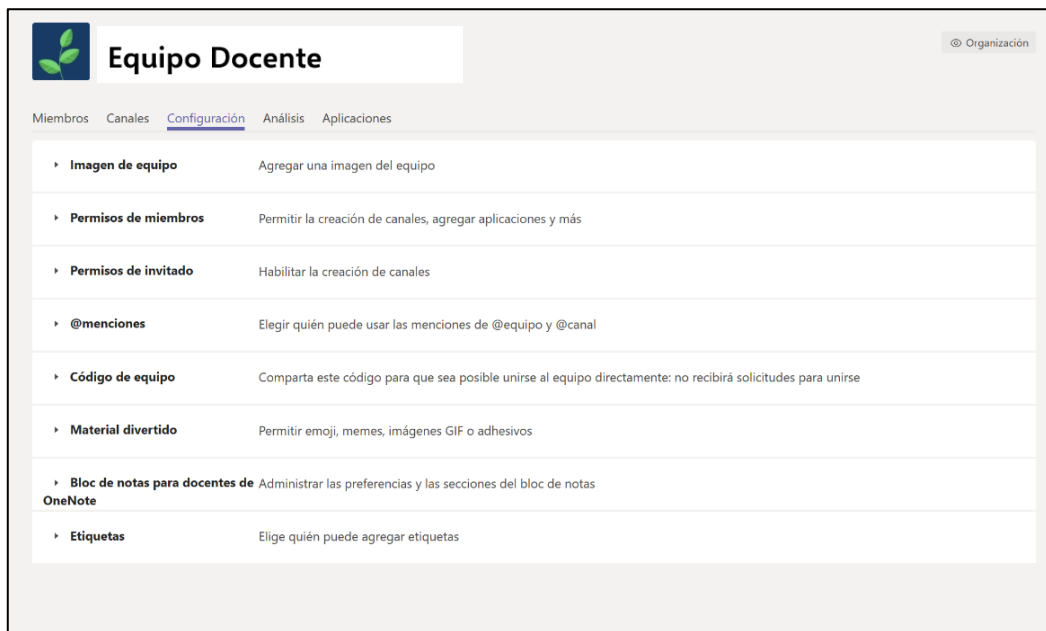 Equipo Docente
Organización
Miembros Canales Configuración Análisis Aplicaciones
Imagen de equipo Agregar una imagen del equipo
Permisos de miembros Permitir la creación de canales, agregar aplicaciones y más
Permisos de invitado Habilitar la creación de canales
@menciones Elegir quién puede usar las menciones de @equipo y @canal
Código de equipo Comparta este código para que sea posible unirse al equipo directamente: no recibirá solicitudes para unirse
Material divertido Permitir emoji, memes, imágenes GIF o adhesivos
Bloc de notas para docentes de Administrar las preferencias y las secciones del bloc de notas
OneNote
Etiquetas Elige quién puede agregar etiquetas